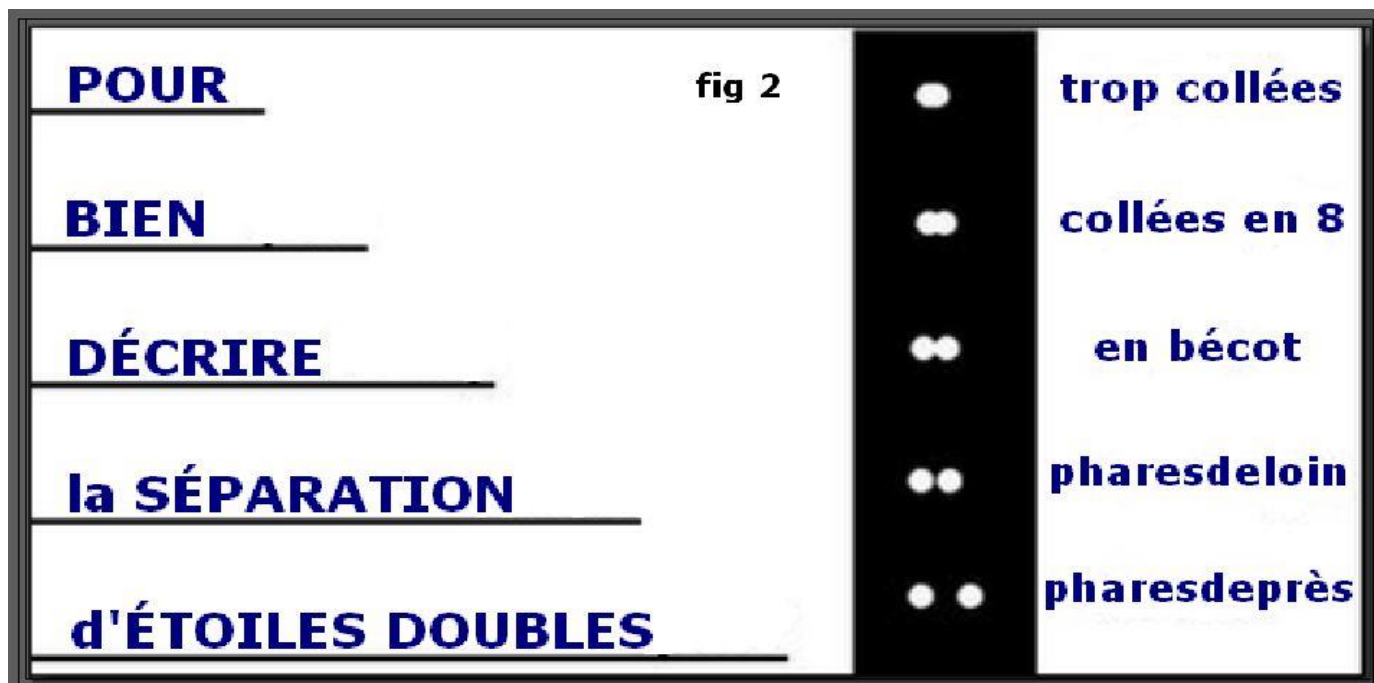 POUR
fig 2
trop collées
BIEN
collées en 8
DÉCRIRE
en bécot
la SÉPARATION
pharesdeloin
d'ÉTOILES DOUBLES
pharesdeprès